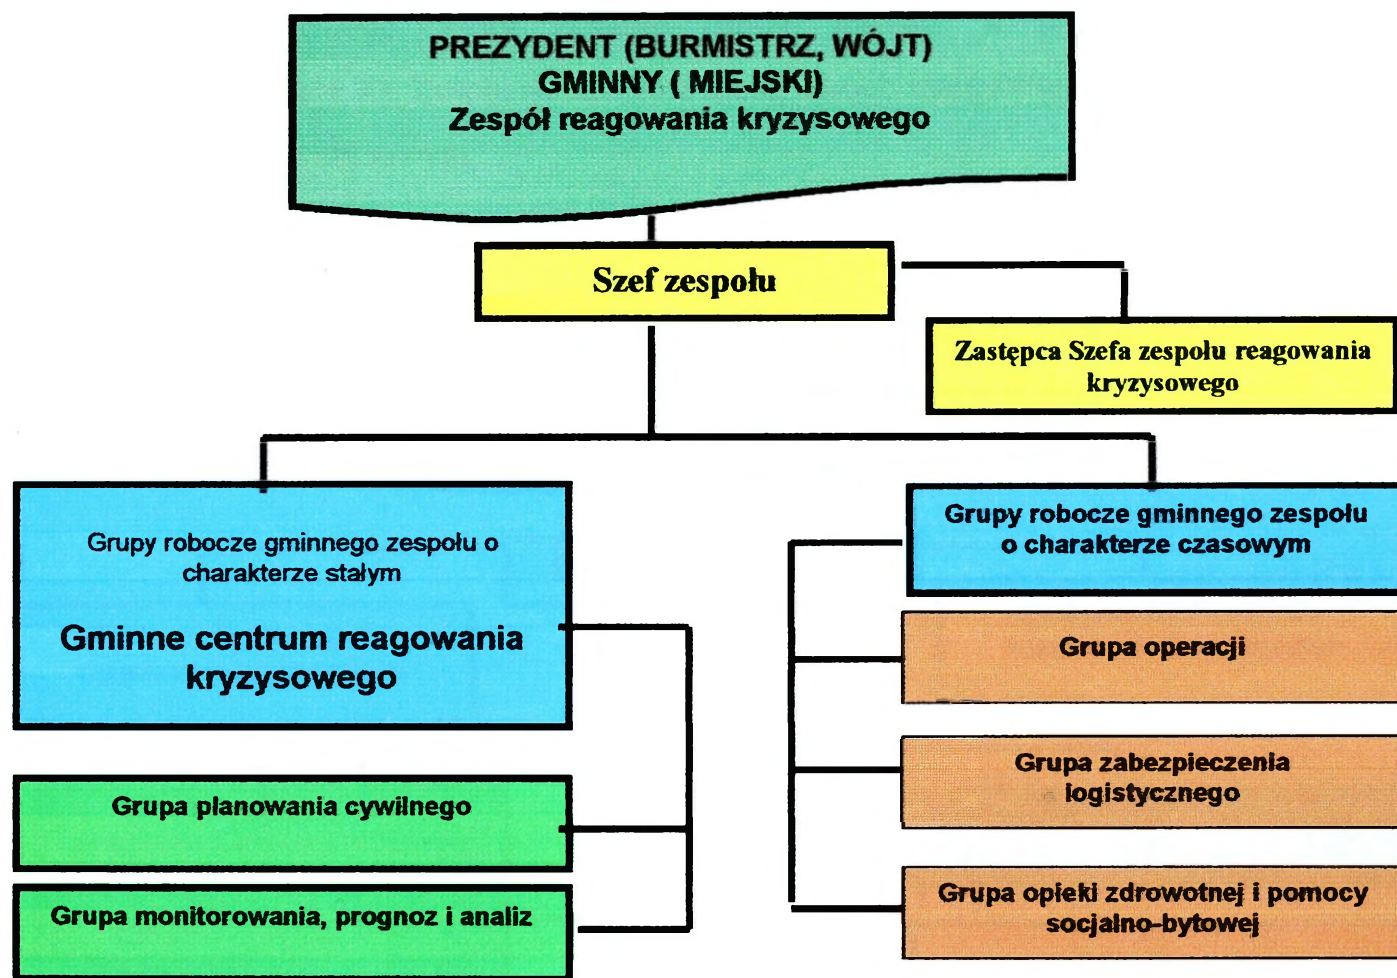 PREZYDENT (BURMISTRZ, WÓJT)
GMINNY ( MIEJSKI)
Zespół reagowania kryzysowego
Szef zespołu
Zastępca Szefa zespołu reagowania
kryzysowego
Grupy robocze gminnego zespołu o
charakterze stałym
Gminne centrum reagowania
kryzysowego
Grupa planowania cywilnego
Grupa monitorowania, prognoz i analiz
Grupy robocze gminnego zespołu
o charakterze czasowym
Grupa operacji
Grupa zabezpieczenia
logistycznego
Grupa opieki zdrowotnej i pomocy
socjalno-bytowej